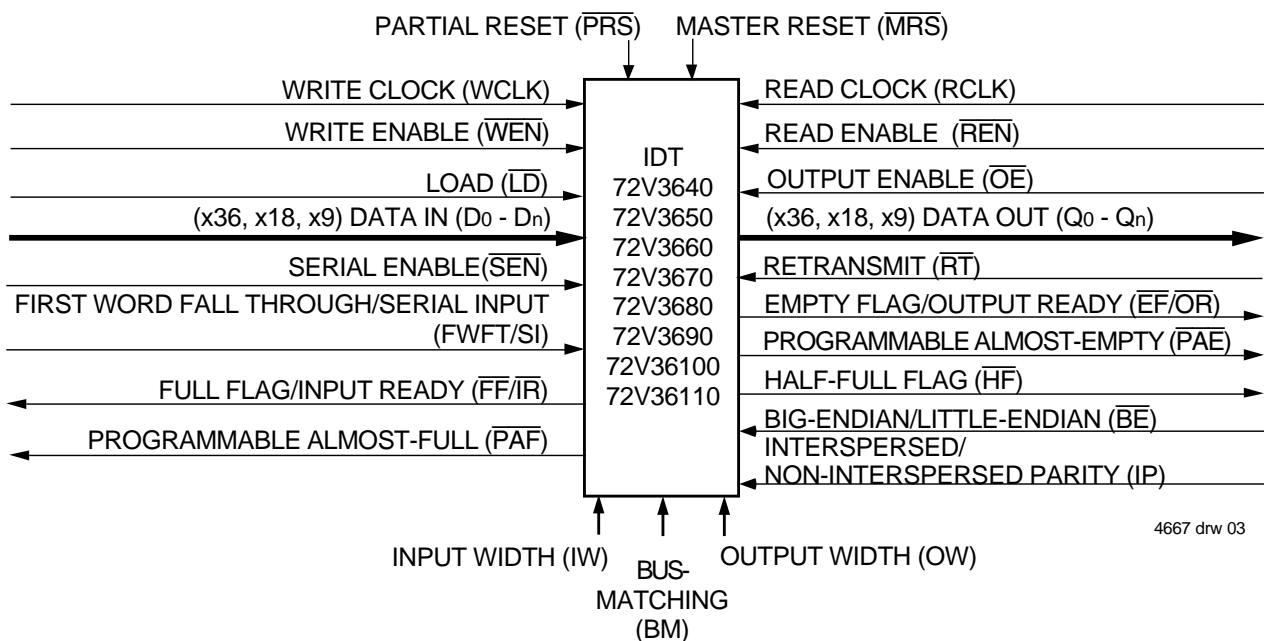 PARTIAL RESET (PRS) MASTER RESET (MRS)
WRITE CLOCK (WCLK)
WRITE ENABLE (WEN)
LOAD (LD)
(x36, x18, x9) DATA IN (D0 - Dn)
SERIAL ENABLE(SEN)
FIRST WORD FALL THROUGH/SERIAL INPUT
(FWFT/SI)
FULL FLAG/INPUT READY (FF/IR)
PROGRAMMABLE ALMOST-FULL (PAF)
IDT
72V3640
72V3650
72V3660
72V3670
72V3680
72V3690
72V36100
72V36110
READ CLOCK (RCLK)
READ ENABLE (REN)
OUTPUT ENABLE (OE)
(x36, x18, x9) DATA OUT (Q0 - Qn)
RETRANSMIT (RT)
EMPTY FLAG/OUTPUT READY (EF/OR)
PROGRAMMABLE ALMOST-EMPTY (PAE)
HALF-FULL FLAG (HF)
BIG-ENDIAN/LITTLE-ENDIAN (BE)
INTERSPERSED/
NON-INTERSPERSED PARITY (IP)
4667 drw 03
INPUT WIDTH (IW)
BUS-
MATCHING
(BM)
OUTPUT WIDTH (OW)